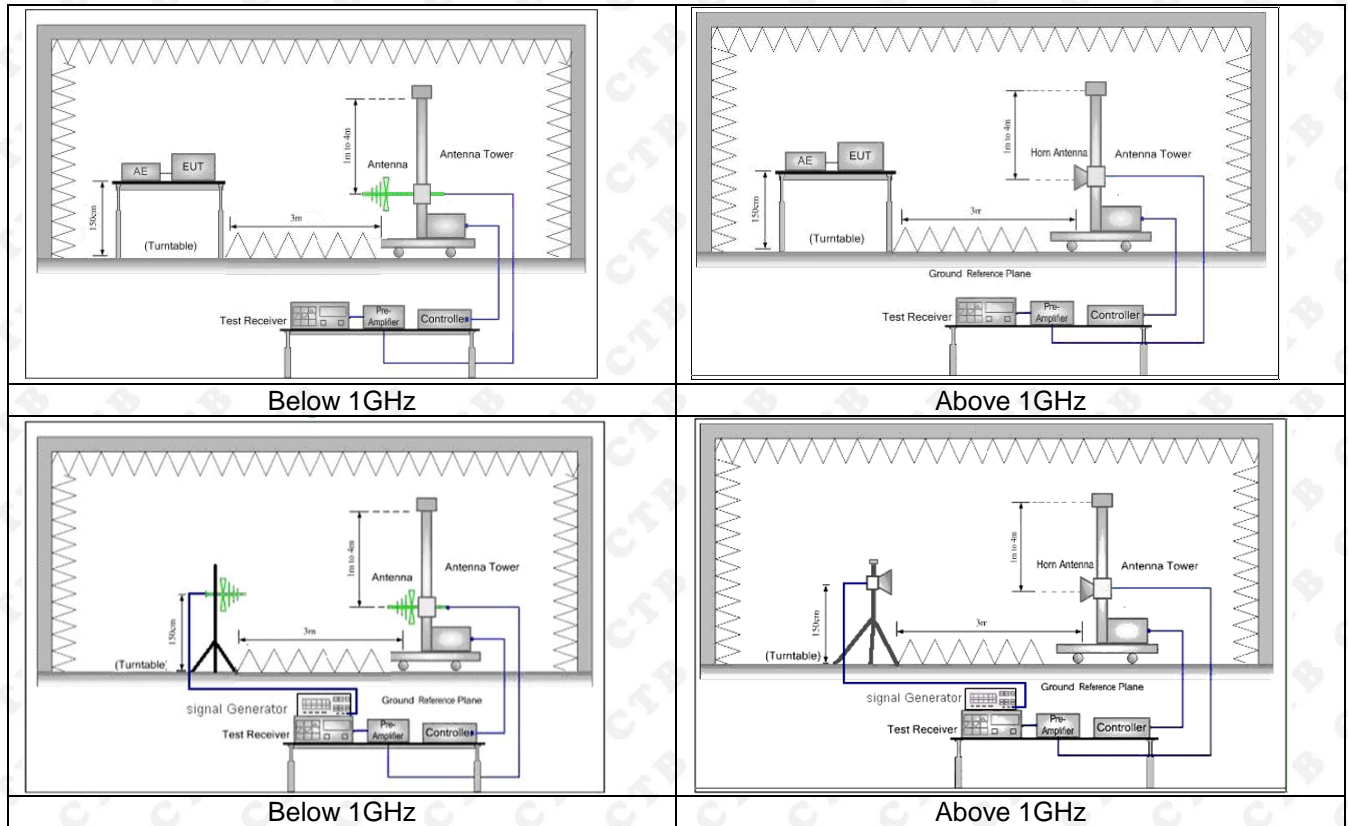 1m to 4m
Antenna
Antenna Tower
AE
EUT
150cm
3m
(Turntable)
Test Receiver
Pre-
Amplifier
Controlle
Below 1GHz
1m to 4m
Horn Antenna
Antenna Tower
AE
EUT
150cm
3m
(Turntable)
Ground Reference Plane
Test Receiver
Pre-
Amplifier
Controller
Above 1GHz
1m to 4m
Antenna
Antenna Tower
150cm
3m
(Turntable)
Ground Reference Plane
signal Generator
Test Receiver
Pre-
Amplifier
Controlle
Below 1GHz
1m to 4m
Horn Antenna
Antenna Tower
150cm
3m
(Turntable)
Ground Reference Plane
signal Generator
Test Receiver
Pre-
Amplifier
Controller
Above 1GHz
CTB